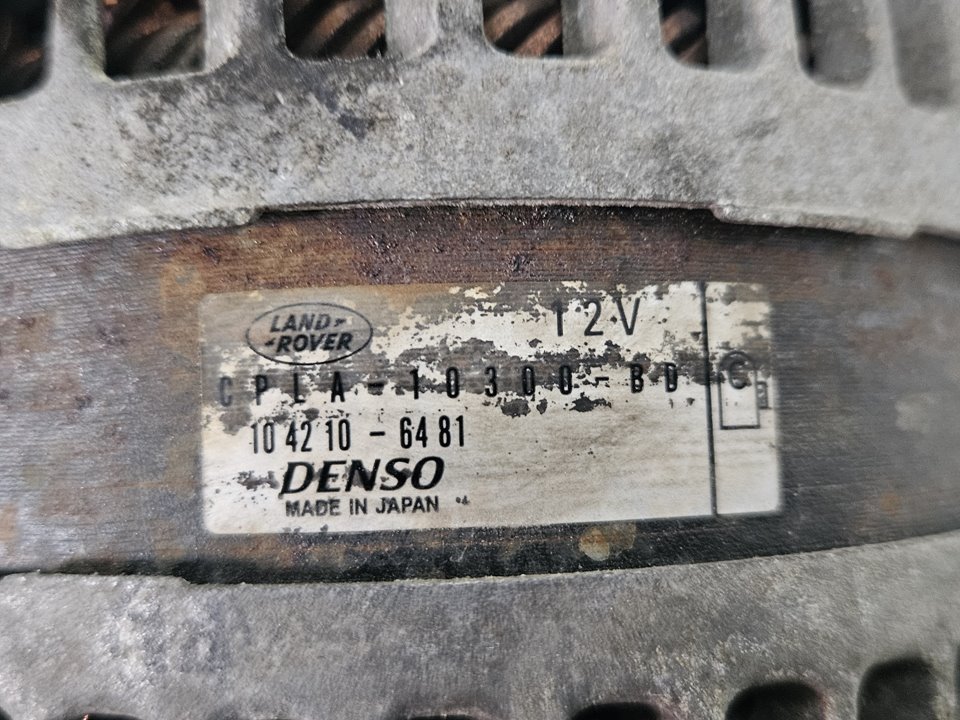 LAND
ROVER
12V
CPLA-10300-BD
104210-6481
DENSO
MADE IN JAPAN